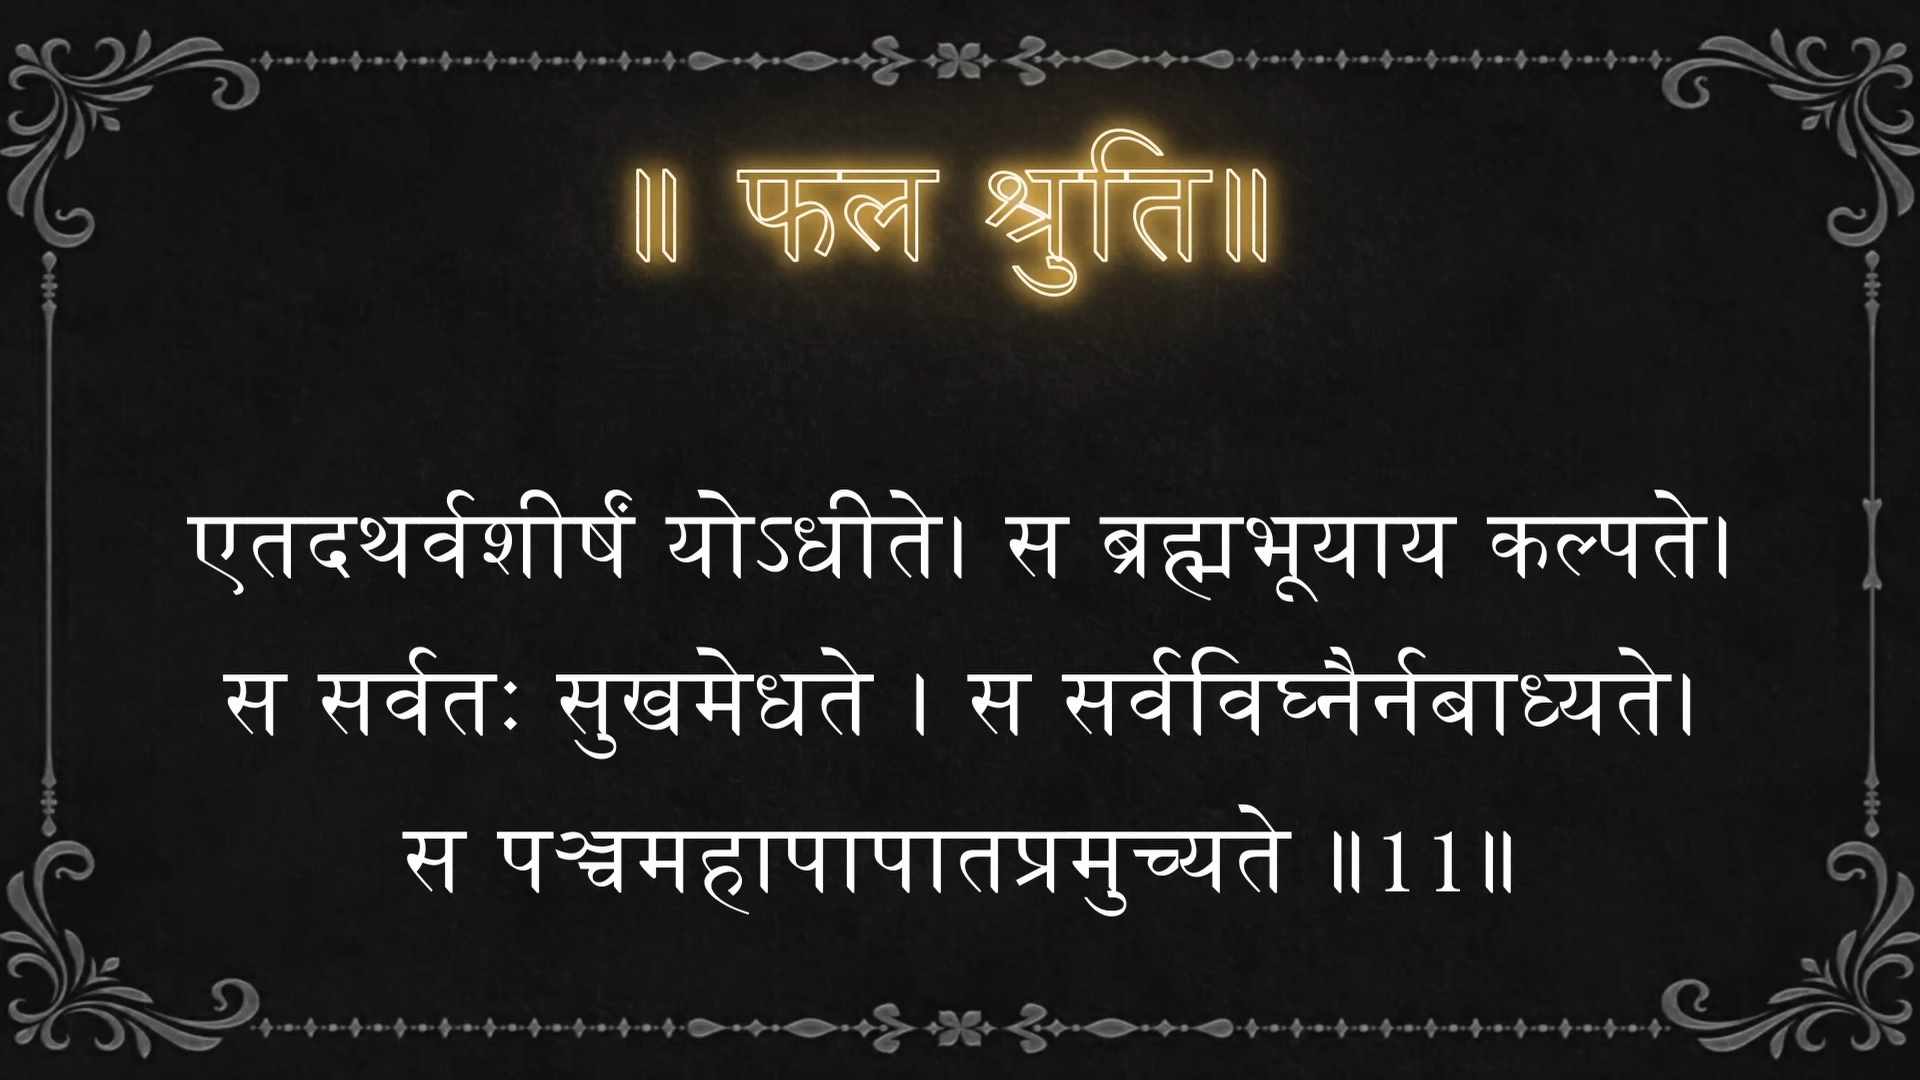 ॥ फल श्रुति॥
एतदथर्वशीर्षं योऽधीते। स ब्रह्मभूयाय कल्पते।
स सर्वतः सुखमेधते । स सर्वविघ्नैर्नबाध्यते।
स पञ्चमहापापातप्रमुच्यते ॥11॥